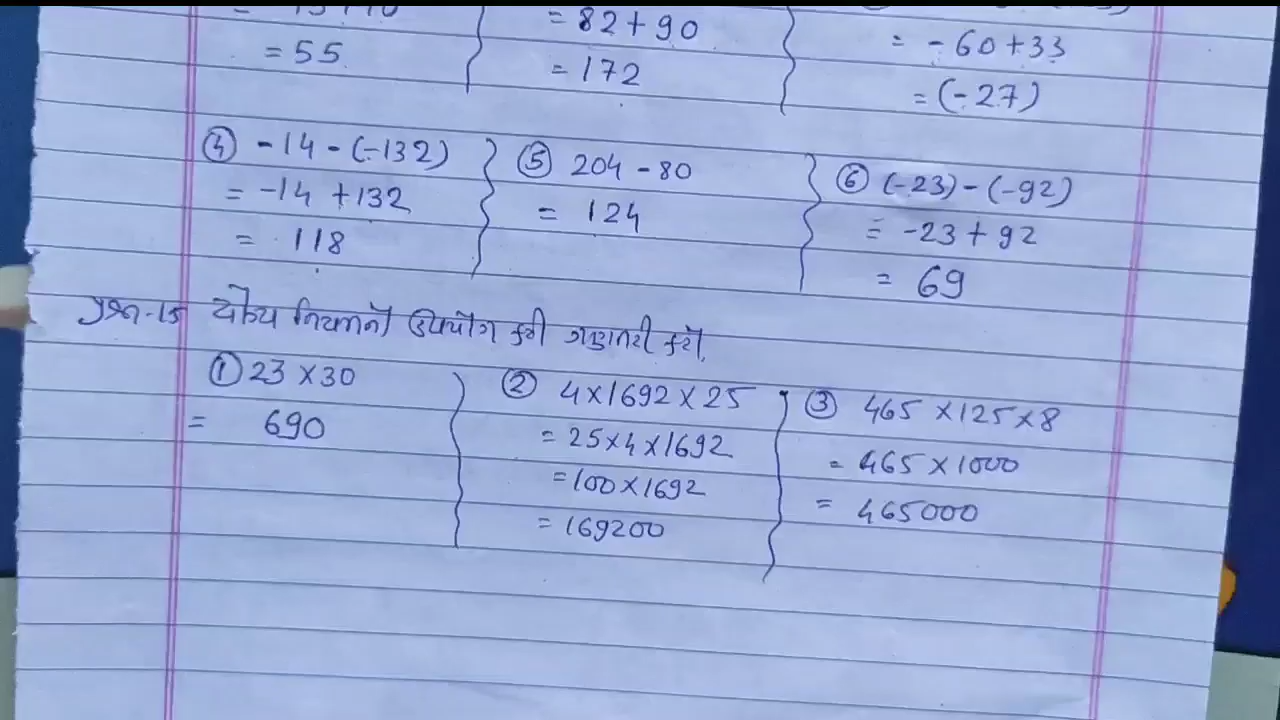 = 55
= 82 + 90
= 172
= -60 + 33
= (-27)
④ -14 - (-132)
= -14 + 132
= 118
⑤ 204 - 80
= 124
⑥ (-23) - (-92)
= -23 + 92
= 69
પ્રશ્ન-15 યોગ્ય નિયમનો ઉપયોગ કરી ગણતરી કરો.
① 23 × 30
= 690
② 4 × 1692 × 25
= 25 × 4 × 1692
= 100 × 1692
= 169200
③ 465 × 125 × 8
= 465 × 1000
= 465000